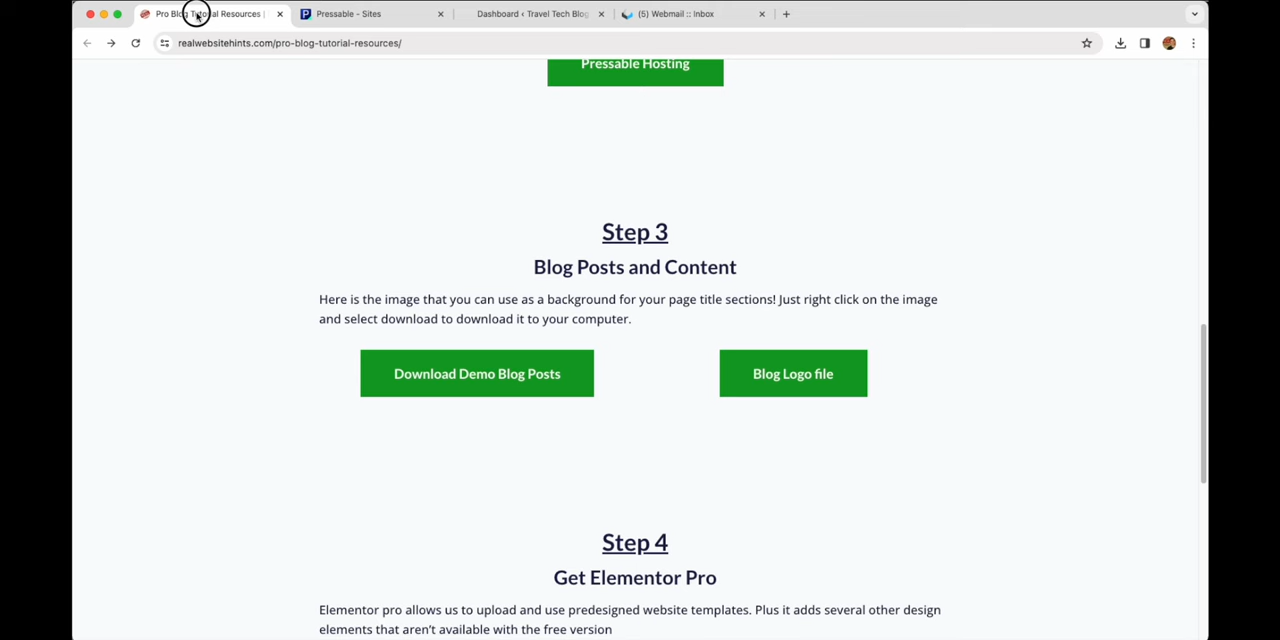 Pro Blog Tutorial Resources |
Pressable - Sites
Dashboard ‹ Travel Tech Blog
(5) Webmail :: Inbox
realwebsitehints.com/pro-blog-tutorial-resources/
Pressable Hosting
Step 3
Blog Posts and Content
Here is the image that you can use as a background for your page title sections! Just right click on the image
and select download to download it to your computer.
Download Demo Blog Posts
Blog Logo file
Step 4
Get Elementor Pro
Elementor pro allows us to upload and use predesigned website templates. Plus it adds several other design
elements that aren’t available with the free version